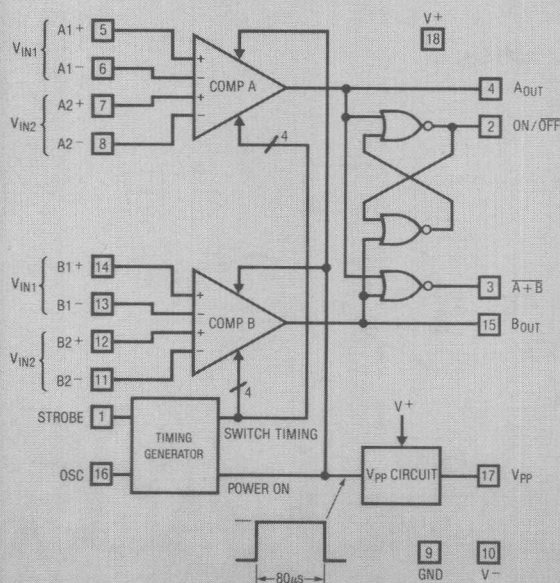 V+
18
A1+ 5
VIN1
A1− 6
A2+ 7
VIN2
A2− 8
+
−
+
−
COMP A
4
4 AOUT
2 ON/OFF
B1+ 14
VIN1
B1− 13
B2+ 12
VIN2
B2− 11
+
−
+
−
COMP B
4
3 A+B
15 BOUT
STROBE 1
OSC 16
TIMING
GENERATOR
SWITCH TIMING
POWER ON
V+
VPP CIRCUIT
17 VPP
80µs
9
GND
10
V−